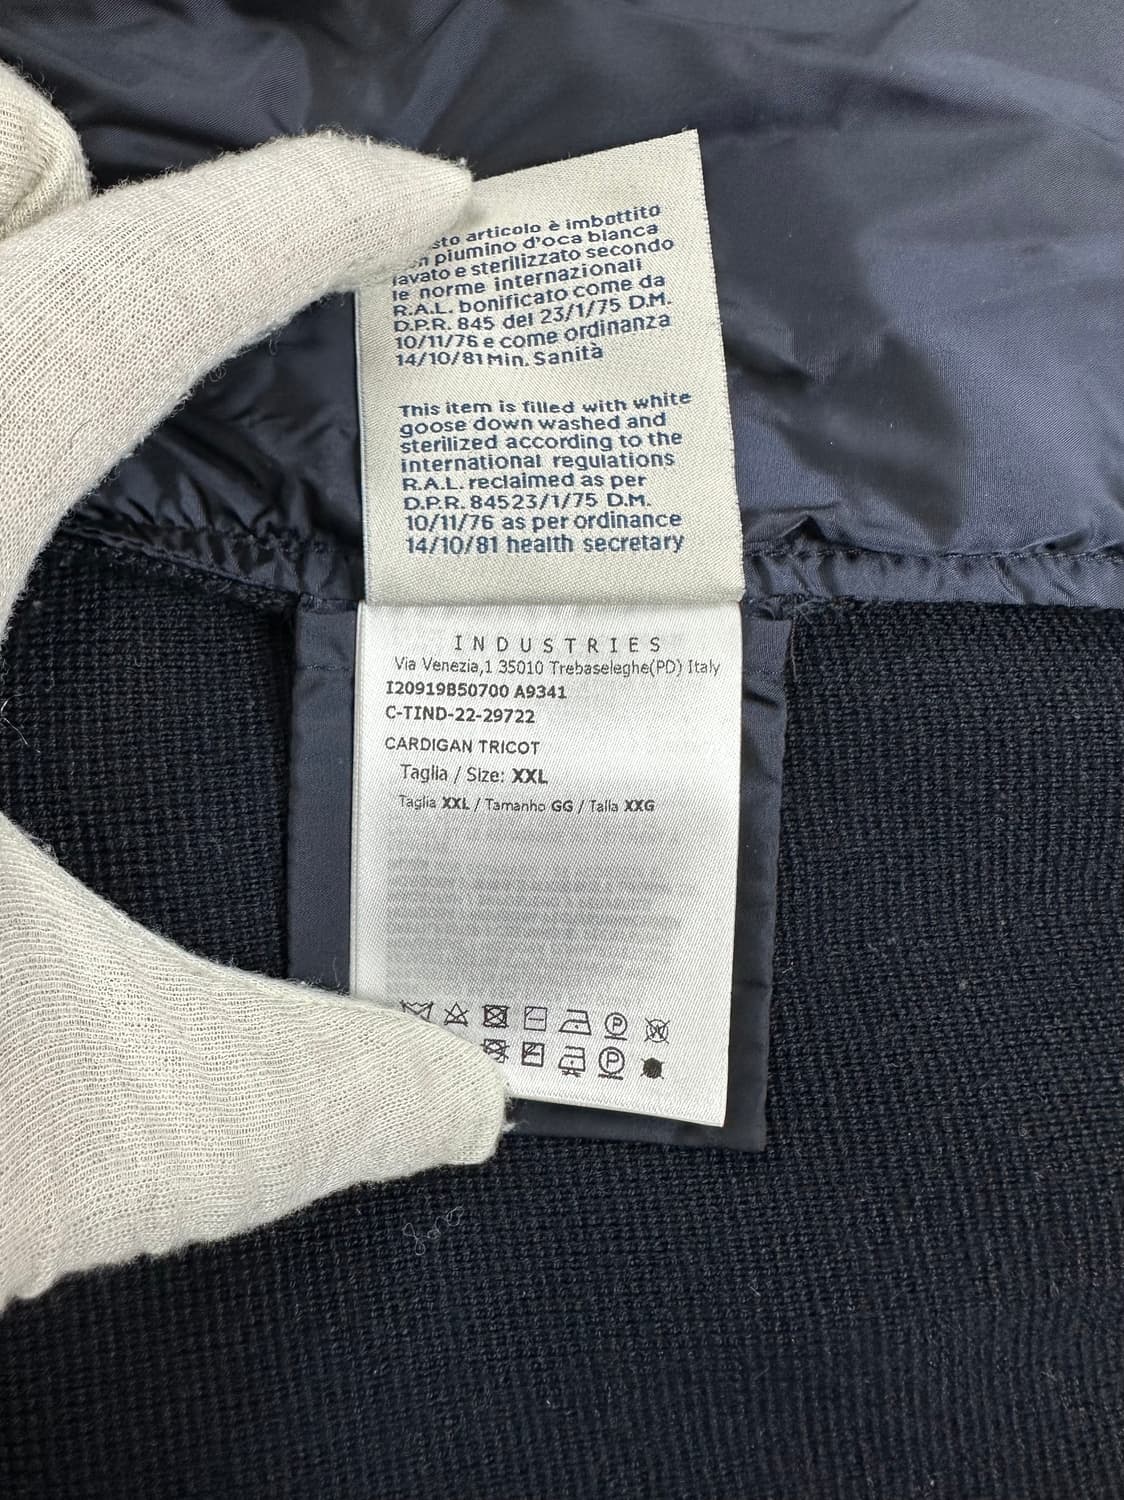 articolo è imbottito
piumino d'oca bianca
lavato e sterilizzato secondo
le norme internazionali
R.A.L. bonificato come da
D.P.R. 845 del 23/1/75 D.M.
10/11/76 e come ordinanza
14/10/81 Min. Sanità
This item is filled with white
goose down washed and
sterilized according to the
international regulations
R.A.L. reclaimed as per
D.P.R. 84523/1/75 D.M.
10/11/76 as per ordinance
14/10/81 health secretary
INDUSTRIES
Via Venezia,1 35010 Trebaseleghe(PD) Italy
I20919B50700 A9341
C-TIND-22-29722
CARDIGAN TRICOT
Taglia / Size: XXL
Taglia XXL / Tamanho GG / Talla XXG
P
W
P